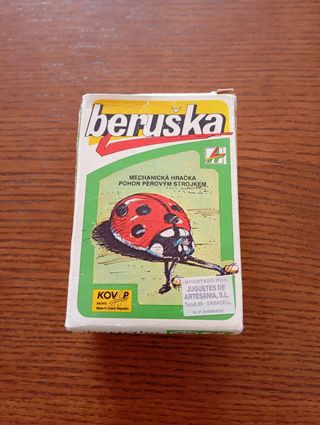 beruška
MECHANICKÁ HRAČKA
POHON PÉROVÝM STROJKEM
KOVAP
Made in Czech Republic
IMPORTADO POR:
JUGUETES DE
ARTESANIA, S.L.
SABADELL